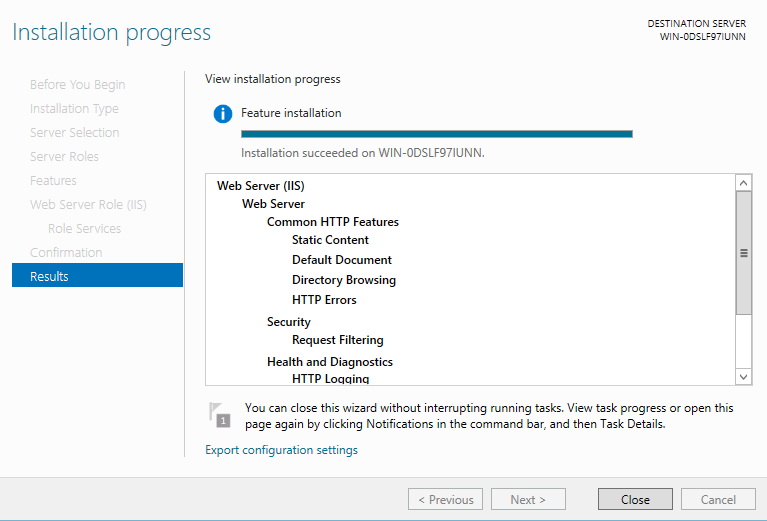 Installation progress
DESTINATION SERVER
WIN-0DSLF97IUNN
Before You Begin
Installation Type
Server Selection
Server Roles
Features
Web Server Role (IIS)
Role Services
Confirmation
Results
View installation progress
Feature installation
Installation succeeded on WIN-0DSLF97IUNN.
Web Server (IIS)
Web Server
Common HTTP Features
Static Content
Default Document
Directory Browsing
HTTP Errors
Security
Request Filtering
Health and Diagnostics
HTTP Logging
1
You can close this wizard without interrupting running tasks. View task progress or open this
page again by clicking Notifications in the command bar, and then Task Details.
Export configuration settings
< Previous
Next >
Close
Cancel